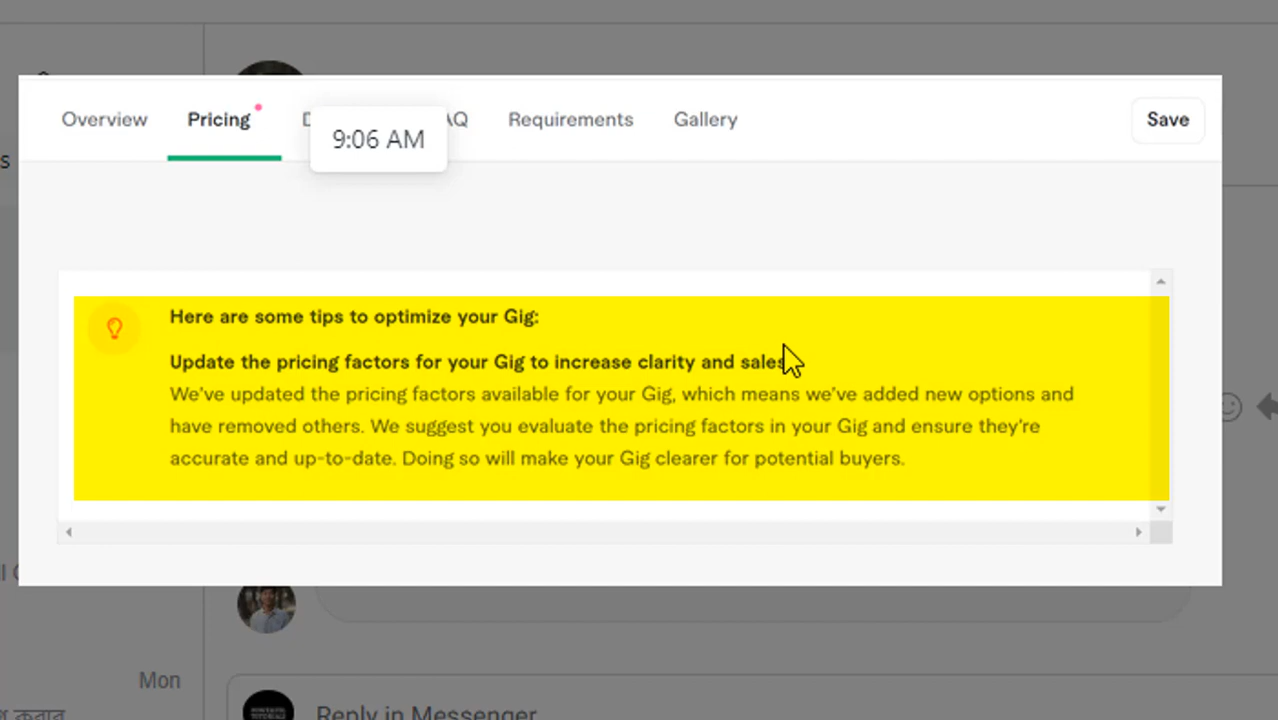 Overview Pricing Requirements Gallery Save
9:06 AM
Here are some tips to optimize your Gig:
Update the pricing factors for your Gig to increase clarity and sales
We've updated the pricing factors available for your Gig, which means we've added new options and
have removed others. We suggest you evaluate the pricing factors in your Gig and ensure they're
accurate and up-to-date. Doing so will make your Gig clearer for potential buyers.
Mon
Reply in Messenger